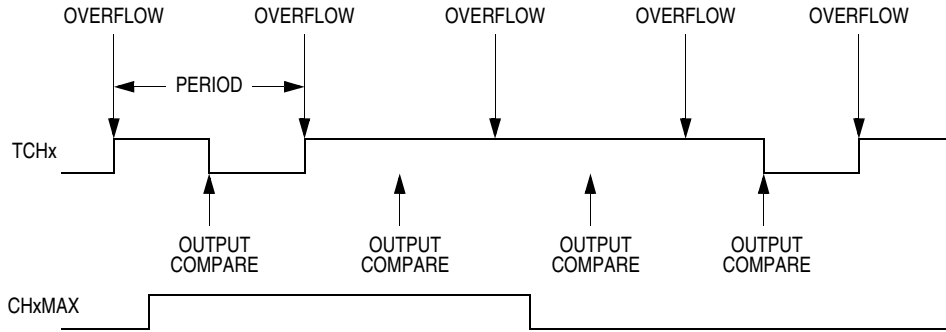 OVERFLOW OVERFLOW OVERFLOW OVERFLOW OVERFLOW
PERIOD
TCHx
OUTPUT COMPARE
OUTPUT COMPARE
OUTPUT COMPARE
OUTPUT COMPARE
CHxMAX